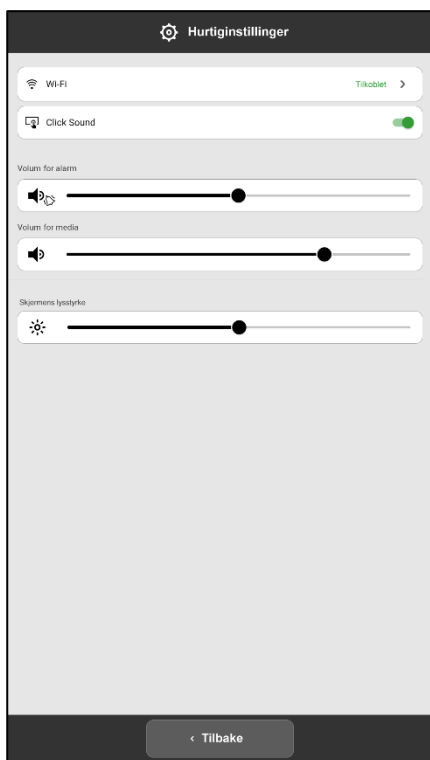 Hurtiginstillinger
Wi-Fi Tilkoblet
Click Sound
Volum for alarm
Volum for media
Skjermens lysstyrke
Tilbake